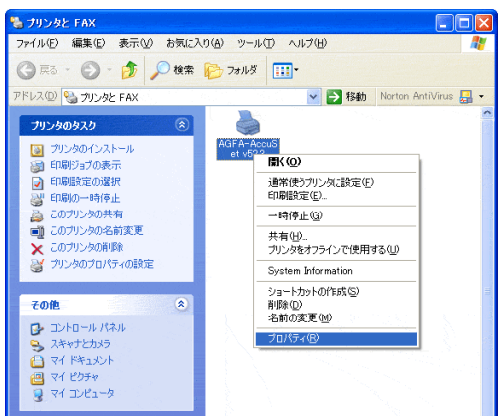 プリンタと FAX
ファイル(F) 編集(E) 表示(V) お気に入り(A) ツール(T) ヘルプ(H)
戻る 検索 フォルダ
アドレス(D) プリンタと FAX 移動 Norton AntiVirus
プリンタのタスク
プリンタのインストール
印刷ジョブの表示
印刷設定の選択
印刷の一時停止
このプリンタの共有
このプリンタの名前変更
このプリンタの削除
プリンタのプロパティの設定
その他
コントロール パネル
スキャナとカメラ
マイ ドキュメント
マイ ピクチャ
マイ コンピュータ
AGFA-AccuS
et v52.3
開く(O)
通常使うプリンタに設定(F)
印刷設定(E)...
一時停止(G)
共有(H)...
プリンタをオフラインで使用する(U)
System Information
ショートカットの作成(S)
削除(D)
名前の変更(M)
プロパティ(R)